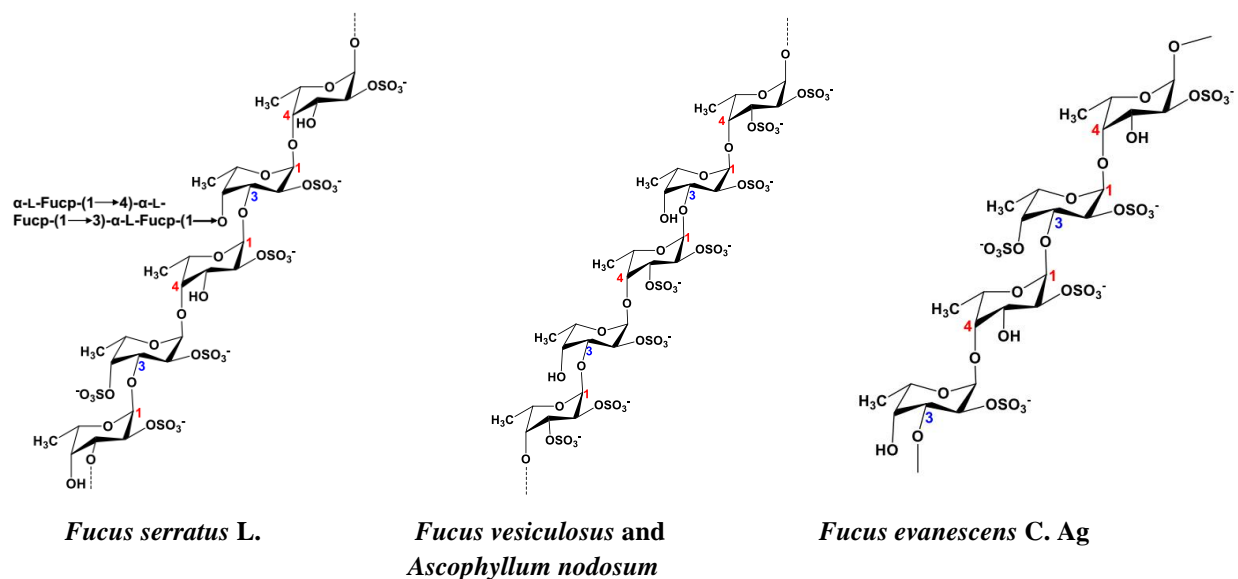 O
O
H₃C
OSO₃⁻
4
HO
O
O
1
H₃C
OSO₃⁻
3
α-L-Fucp-(1→4)-α-L-
Fucp-(1→3)-α-L-Fucp-(1→
O
O
O
1
H₃C
OSO₃⁻
4
HO
O
O
H₃C
OSO₃⁻
3
⁻O₃SO
O
O
1
H₃C
OSO₃⁻
O
OH
O
O
H₃C
OSO₃⁻
4
OSO₃⁻
O
O
1
H₃C
OSO₃⁻
3
OH
O
O
1
H₃C
OSO₃⁻
4
OSO₃⁻
O
O
H₃C
OSO₃⁻
3
HO
O
O
1
H₃C
OSO₃⁻
OSO₃⁻
O
O
O
H₃C
OSO₃⁻
4
OH
O
O
1
H₃C
OSO₃⁻
3
⁻O₃SO
O
O
1
H₃C
OSO₃⁻
4
OH
O
O
H₃C
OSO₃⁻
3
HO
O
Fucus serratus L.
Fucus vesiculosus and
Ascophyllum nodosum
Fucus evanescens C. Ag